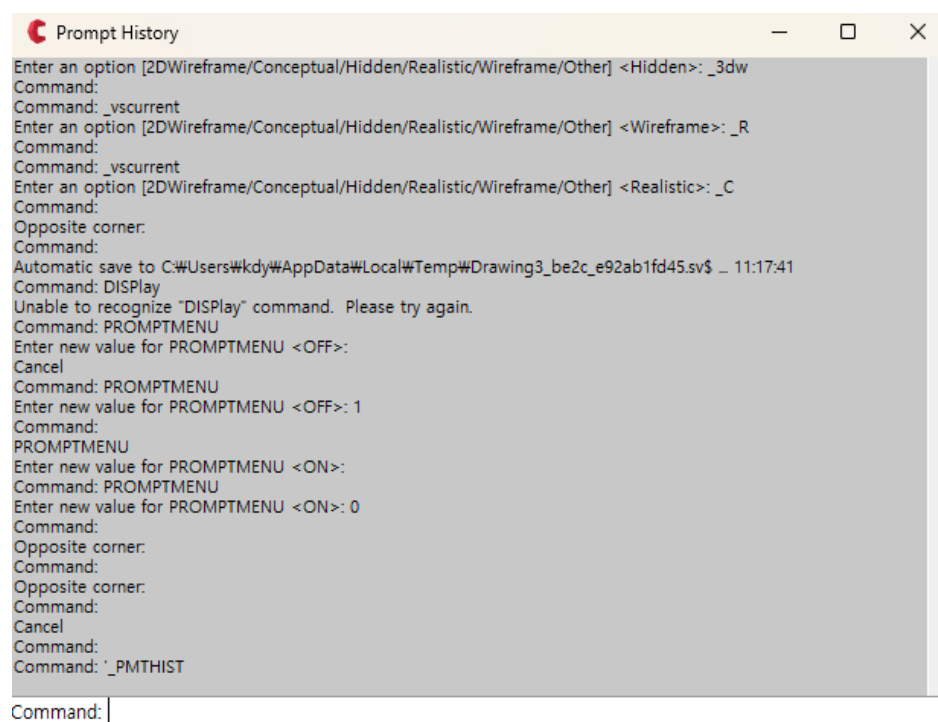 Prompt History
Enter an option [2DWireframe/Conceptual/Hidden/Realistic/Wireframe/Other] <Hidden>: _3dw
Command:
Command: _vscurrent
Enter an option [2DWireframe/Conceptual/Hidden/Realistic/Wireframe/Other] <Wireframe>: _R
Command:
Command: _vscurrent
Enter an option [2DWireframe/Conceptual/Hidden/Realistic/Wireframe/Other] <Realistic>: _C
Command:
Opposite corner:
Command:
Automatic save to C:₩Users₩kdy₩AppData₩Local₩Temp₩Drawing3_be2c_e92ab1fd45.sv$ ... 11:17:41
Command: DISPlay
Unable to recognize "DISPlay" command.  Please try again.
Command: PROMPTMENU
Enter new value for PROMPTMENU <OFF>:
Cancel
Command: PROMPTMENU
Enter new value for PROMPTMENU <OFF>: 1
Command:
PROMPTMENU
Enter new value for PROMPTMENU <ON>:
Command: PROMPTMENU
Enter new value for PROMPTMENU <ON>: 0
Command:
Opposite corner:
Command:
Opposite corner:
Command:
Cancel
Command:
Command: '_PMTHIST
Command: